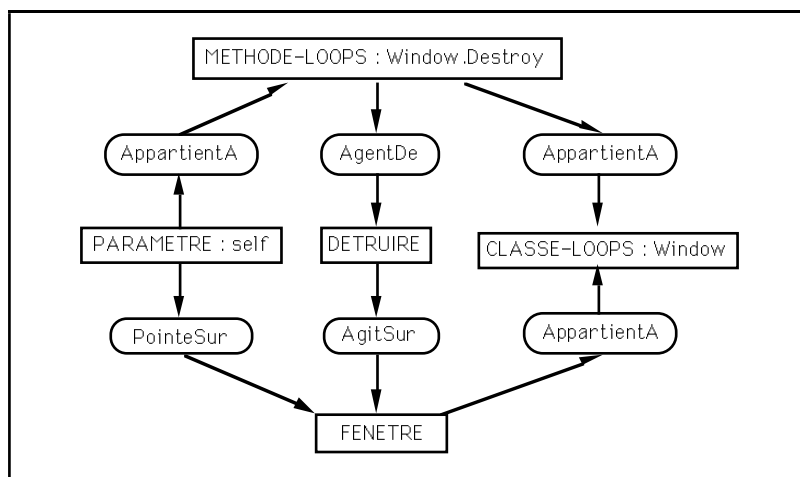 METHODE-LOOPS : Window.Destroy
AppartientA
AgentDe
AppartientA
PARAMETRE : self
DETRUIRE
CLASSE-LOOPS : Window
PointeSur
AgitSur
AppartientA
FENETRE